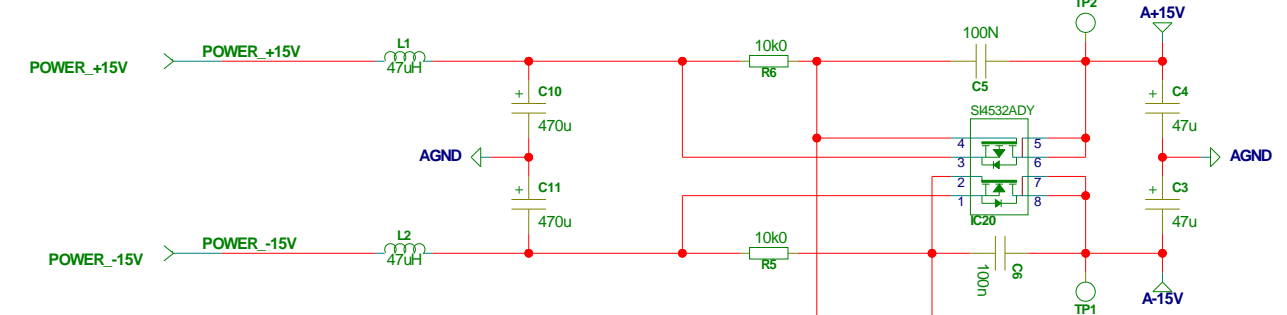 TP2
A+15V
POWER_+15V
POWER_+15V
L1
47uH
10k0
R6
100N
C5
+ C10
470u
SI4532ADY
+ C4
47u
4 5
3 6
2 7
1 8
IC20
AGND
AGND
+ C11
470u
+ C3
47u
POWER_-15V
POWER_-15V
L2
47uH
10k0
R5
100n
C6
TP1
A-15V